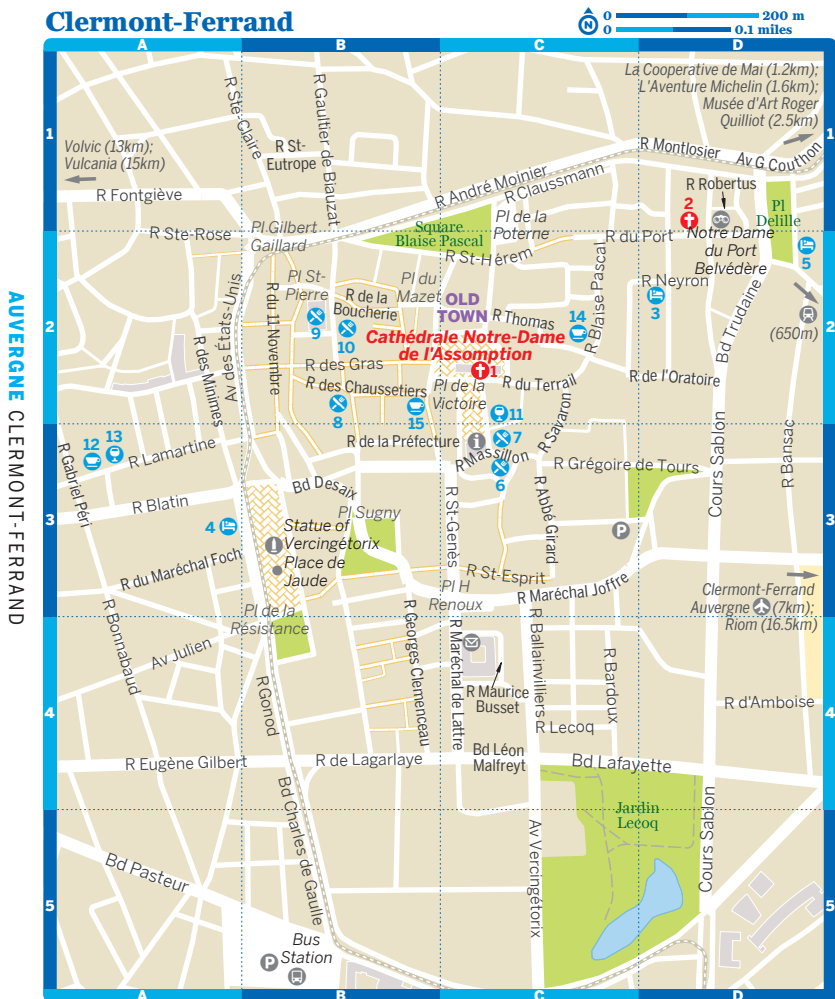 Clermont-Ferrand
N
0 200 m
0 0.1 miles
A B C D
La Cooperative de Mai (1.2km);
L'Aventure Michelin (1.6km);
Musée d'Art Roger
Quilliot (2.5km)
1 1
Volvic (13km);
Vulcania (15km)
R Ste-Claire
R Gaultier de Biauzat
R St-
Eutrope
R Montlosier
Av G Couthon
R Fontgiève
R André Moinier
R Claussmann
R Robertus
2
Pl
Delille
R Ste-Rose
Pl Gilbert
Gaillard
Square
Blaise Pascal
Pl de la
Poterne
R du Port
Notre Dame
du Port
Belvédère
5
R St-Hérem
R Blaise Pascal
R Neyron
3
Pl St-
Pierre
Pl du
Mazet
R de la
Boucherie
OLD
TOWN
R Thomas
14
Bd Trudaine
(650m)
2 2
Av des États-Unis
R du 11 Novembre
9
10
Cathédrale Notre-Dame
de l'Assomption
1
R des Minimes
R des Gras
R des Chaussetiers
Pl de la
Victoire
R du Terrail
R de l'Oratoire
8
15
11
R Savaron
12
13
R Gabriel Péri
R Lamartine
R de la Préfecture
7
R Massillon
6
R Grégoire de Tours
Cours Sablon
R Bansac
R Blatin
Bd Desaix
Pl Sugny
R St-Genès
R Abbé Girard
3 3
4
Statue of
Vercingétorix
Place de
Jaude
P
R du Maréchal Foch
R St-Esprit
Pl H
Renoux
R Maréchal Joffre
Clermont-Ferrand
Auvergne (7km);
Riom (16.5km)
Pl de la
Résistance
R Bonnabaud
Av Julien
R Gonod
R Georges Clemenceau
R Maréchal de Lattre
R Maurice
Busset
R Ballainvilliers
R Bardoux
R d'Amboise
4 4
R Lecoq
R Eugène Gilbert
R de Lagarlaye
Bd Léon
Malfreyt
Bd Lafayette
Bd Charles de Gaulle
Jardin
Lecoq
Cours Sablon
Av Vercingétorix
Bd Pasteur
5 5
Bus
Station
P
A B C D
AUVERGNE CLERMONT-FERRAND